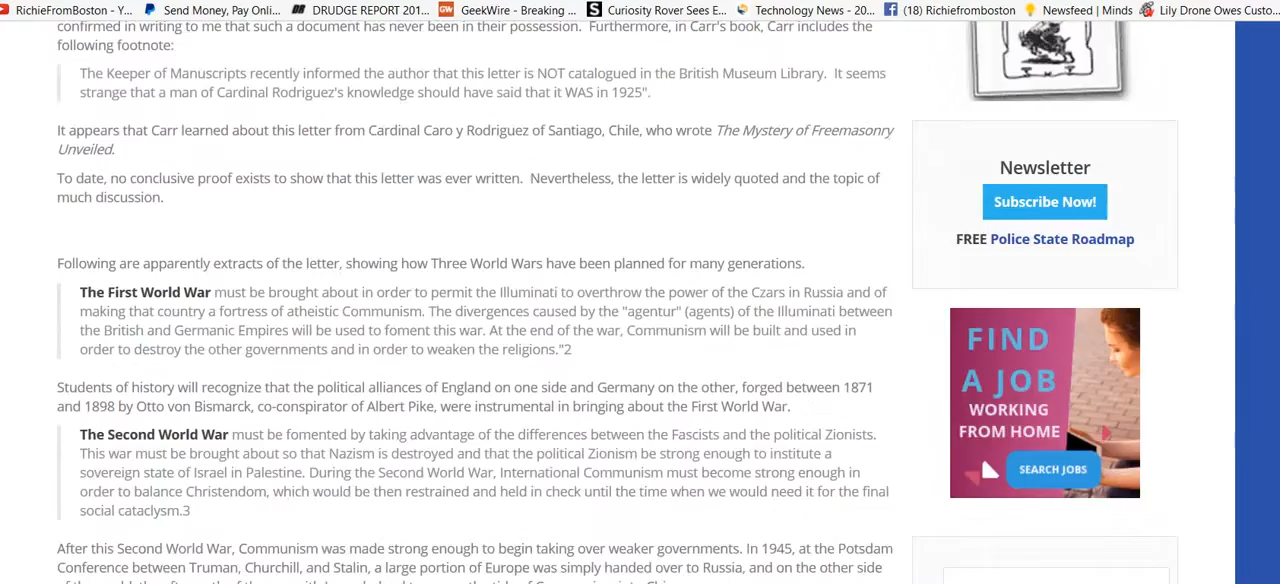 RichieFromBoston - Y...
Send Money, Pay Onli...
DRUDGE REPORT 201...
GeekWire - Breaking ...
Curiosity Rover Sees E...
Technology News - 20...
(18) Richiefromboston
Newsfeed | Minds
Lily Drone Owes Custo...
confirmed in writing to me that such a document has never been in their possession. Furthermore, in Carr's book, Carr includes the
following footnote:
The Keeper of Manuscripts recently informed the author that this letter is NOT catalogued in the British Museum Library. It seems
strange that a man of Cardinal Rodriguez's knowledge should have said that it WAS in 1925".
It appears that Carr learned about this letter from Cardinal Caro y Rodriguez of Santiago, Chile, who wrote The Mystery of Freemasonry
Unveiled.
To date, no conclusive proof exists to show that this letter was ever written. Nevertheless, the letter is widely quoted and the topic of
much discussion.
Following are apparently extracts of the letter, showing how Three World Wars have been planned for many generations.
The First World War must be brought about in order to permit the Illuminati to overthrow the power of the Czars in Russia and of
making that country a fortress of atheistic Communism. The divergences caused by the "agentur" (agents) of the Illuminati between
the British and Germanic Empires will be used to foment this war. At the end of the war, Communism will be built and used in
order to destroy the other governments and in order to weaken the religions."2
Students of history will recognize that the political alliances of England on one side and Germany on the other, forged between 1871
and 1898 by Otto von Bismarck, co-conspirator of Albert Pike, were instrumental in bringing about the First World War.
The Second World War must be fomented by taking advantage of the differences between the Fascists and the political Zionists.
This war must be brought about so that Nazism is destroyed and that the political Zionism be strong enough to institute a
sovereign state of Israel in Palestine. During the Second World War, International Communism must become strong enough in
order to balance Christendom, which would be then restrained and held in check until the time when we would need it for the final
social cataclysm.3
After this Second World War, Communism was made strong enough to begin taking over weaker governments. In 1945, at the Potsdam
Conference between Truman, Churchill, and Stalin, a large portion of Europe was simply handed over to Russia, and on the other side
Newsletter
Subscribe Now!
FREE Police State Roadmap
FIND
A JOB
WORKING
FROM HOME
SEARCH JOBS